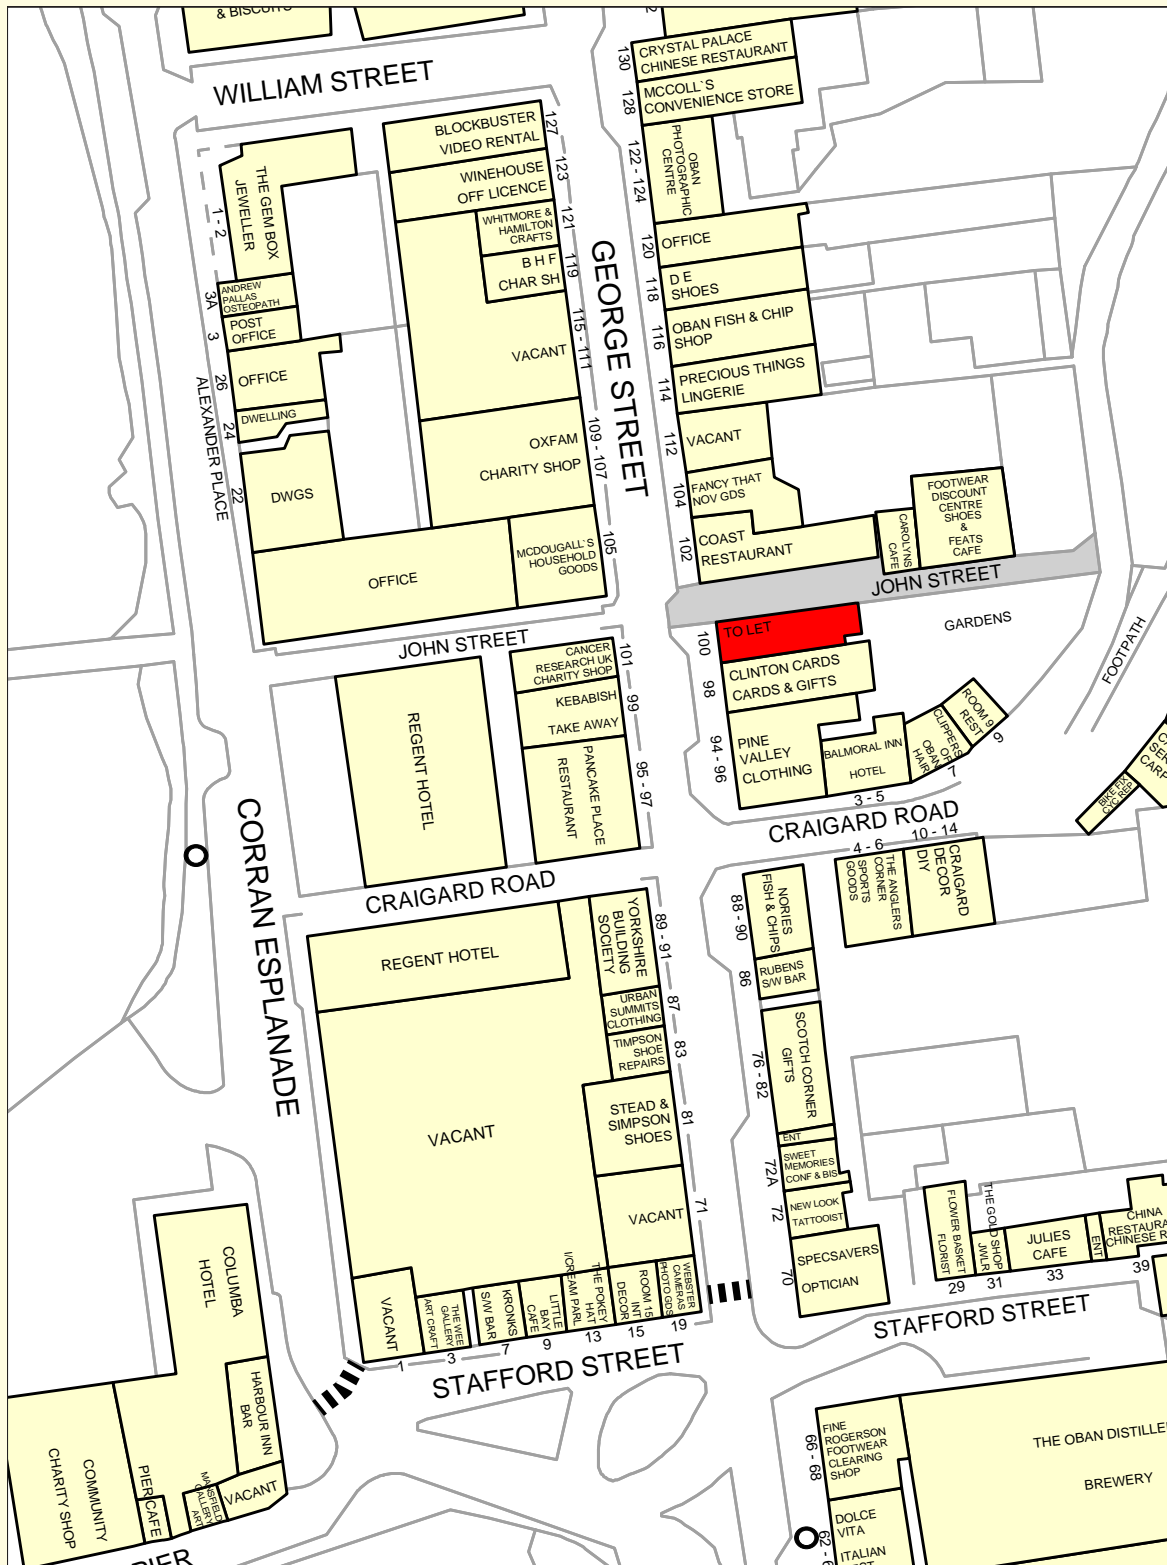 & BISCUITS
WILLIAM STREET
130
CRYSTAL PALACE
CHINESE RESTAURANT
128
MCCOLL`S
CONVENIENCE STORE
122 - 124
OBAN
PHOTOGRAPHIC
CENTRE
120
OFFICE
118
D E
SHOES
116
OBAN FISH & CHIP
SHOP
114
PRECIOUS THINGS
LINGERIE
112
VACANT
104
FANCY THAT
NOV GDS
102
COAST
RESTAURANT
CAROLYNS
CAFE
FOOTWEAR
DISCOUNT
CENTRE
SHOES
&
FEATS
CAFE
JOHN STREET
GEORGE STREET
BLOCKBUSTER
VIDEO RENTAL
127
WINEHOUSE
OFF LICENCE
123
WHITMORE &
HAMILTON
CRAFTS
121
B H F
CHAR SH
119
VACANT
115 - 111
OXFAM
CHARITY SHOP
109 - 107
MCDOUGALL`S
HOUSEHOLD
GOODS
105
OFFICE
THE GEM BOX
JEWELLER
1 - 2
ANDREW
PALLAS
OSTEOPATH
3A
POST
OFFICE
3
OFFICE
26
DWELLING
24
DWGS
22
ALEXANDER PLACE
JOHN STREET
TO LET
100
CLINTON CARDS
CARDS & GIFTS
98
PINE
VALLEY
CLOTHING
94 - 96
BALMORAL INN
HOTEL
3 - 5
CLIPPERS
OF
OBAN
HAIR
7
ROOM 9
REST
9
GARDENS
FOOTPATH
BIKE FIX
CYC REP
CRAIGARD ROAD
CANCER
RESEARCH UK
CHARITY SHOP
101
KEBABISH
TAKE AWAY
99
PANCAKE PLACE
RESTAURANT
95 - 97
REGENT HOTEL
CORRAN ESPLANADE
CRAIGARD ROAD
4 - 6
THE ANGLERS
CORNER
SPORTS
GOODS
10 - 14
CRAIGARD
DECOR
DIY
88 - 90
NORIES
FISH & CHIPS
86
RUBENS
S/W BAR
76 - 82
SCOTCH CORNER
GIFTS
ENT
72A
SWEET
MEMORIES
CONF & BIS
72
NEW LOOK
TATTOOIST
70
SPECSAVERS
OPTICIAN
REGENT HOTEL
YORKSHIRE
BUILDING
SOCIETY
89 - 91
URBAN
SUMMITS
CLOTHING
87
TIMPSON
SHOE
REPAIRS
83
STEAD &
SIMPSON
SHOES
81
VACANT
VACANT
71
VACANT
1
THE WEE
GALLERY
ART CRAFT
3
KRONKS
S/W BAR
7
LITTLE
BAY
CAFE
9
THE POKEY
HAT
I/CREAM PARL
13
ROOM 15
INT
DECOR
15
WEBSTER
CAMERAS
PHOTO GDS
19
STAFFORD STREET
FLOWER BASKET
FLORIST
29
THE GOLD SHOP
JWLR
31
JULIES
CAFE
33
ENT
CHINA
CHINESE
39
STAFFORD STREET
COLUMBA
HOTEL
HARBOUR INN
BAR
VACANT
MANSFIELD
GALLERY
ART
PIER CAFE
COMMUNITY
CHARITY SHOP
PIER
66 - 68
FINE
ROGERSON
FOOTWEAR
CLEARING
SHOP
DOLCE
VITA
ITALIAN
THE OBAN
BREWERY